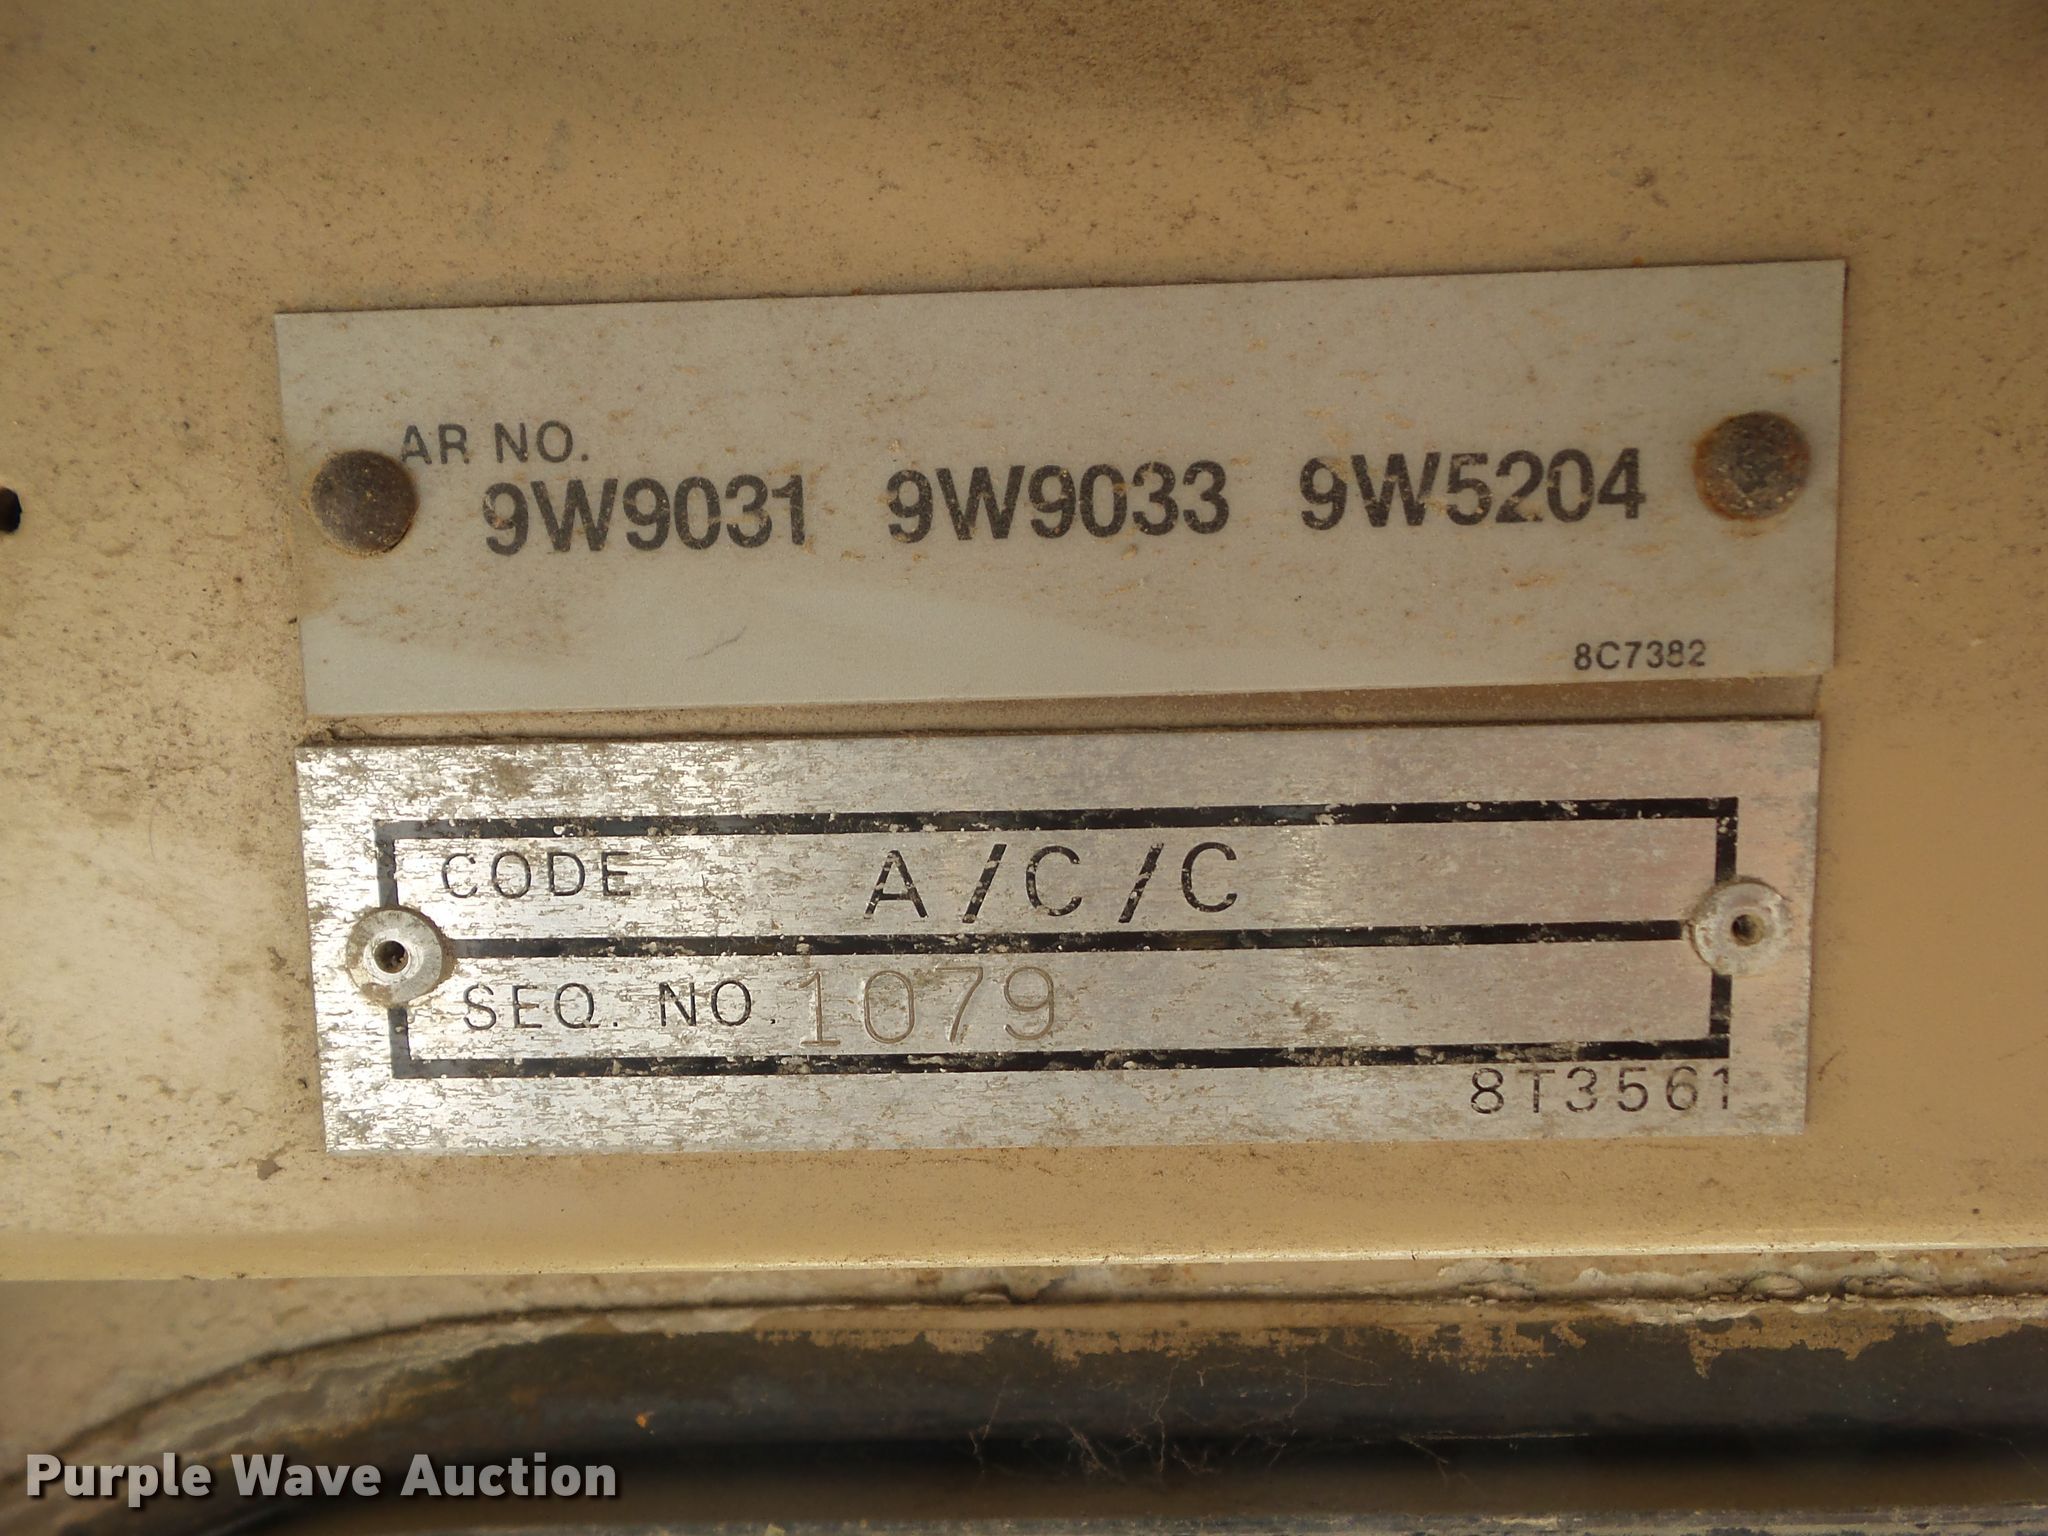 AR NO.
9W9031 9W9033 9W5204
8C7382
CODE A/C/C
SEQ. NO. 1079
8T3561
Purple Wave Auction